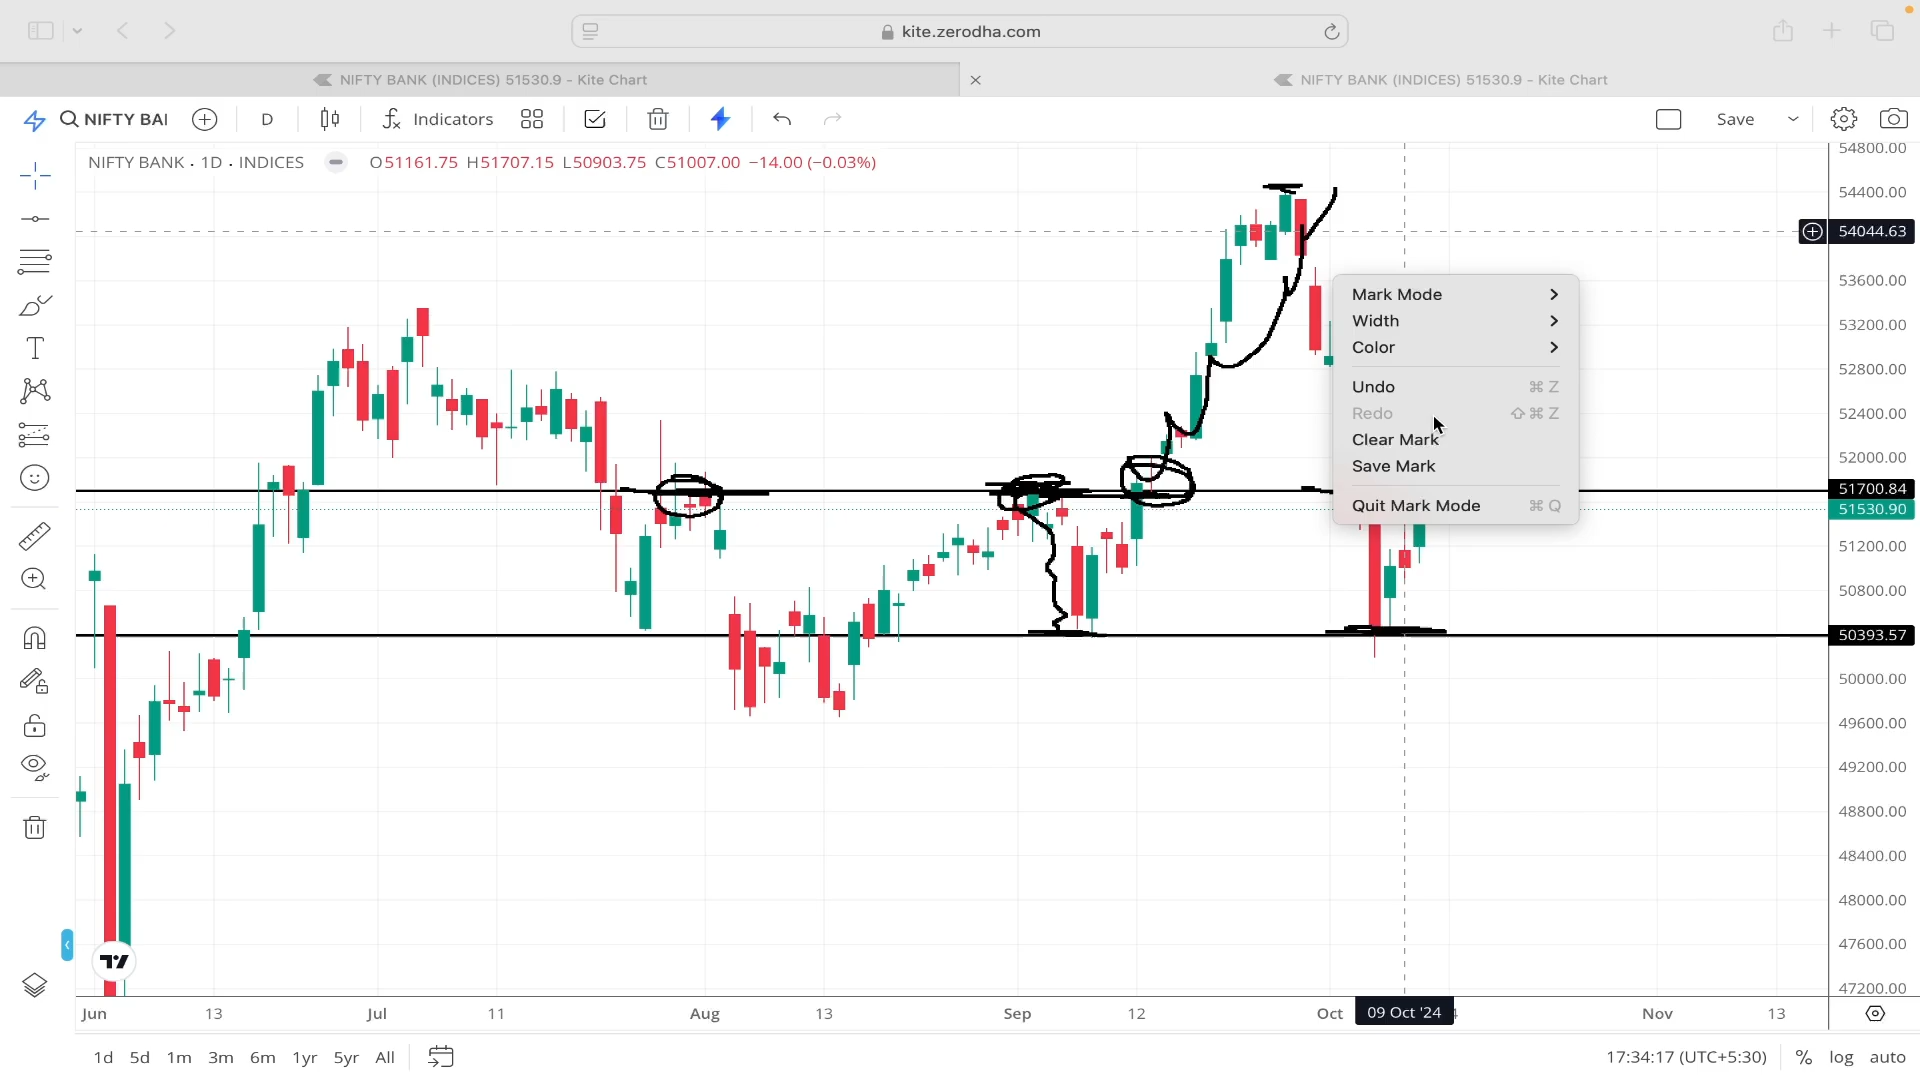 kite.zerodha.com
NIFTY BANK (INDICES) 51530.9 - Kite Chart
NIFTY BANK (INDICES) 51530.9 - Kite Chart
NIFTY BAI
D
Indicators
Save
NIFTY BANK · 1D · INDICES O51161.75 H51707.15 L50903.75 C51007.00 −14.00 (−0.03%)
54800.00
54400.00
54044.63
53600.00
53200.00
52800.00
52400.00
52000.00
51700.84
51530.90
51200.00
50800.00
50393.57
50000.00
49600.00
49200.00
48800.00
48400.00
48000.00
47600.00
47200.00
Mark Mode
Width
Color
Undo ⌘ Z
Redo ⇧ ⌘ Z
Clear Mark
Save Mark
Quit Mark Mode ⌘ Q
Jun 13 Jul 11 Aug 13 Sep 12 Oct 09 Oct '24 Nov 13
1d 5d 1m 3m 6m 1yr 5yr All
17:34:17 (UTC+5:30) % log auto